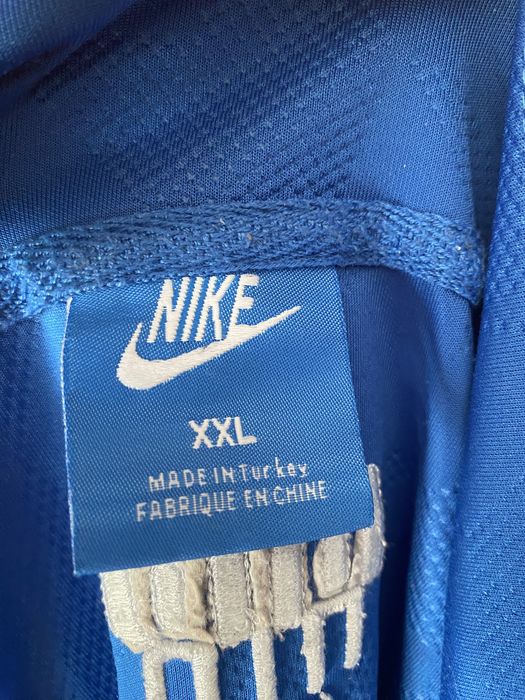 NIKE
XXL
MADE IN Turkey
FABRIQUE EN CHINE